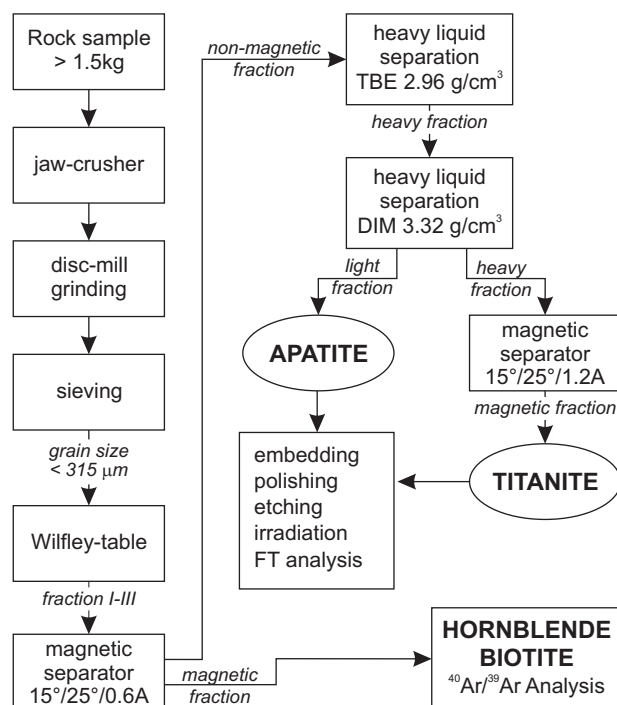 Rock sample
> 1.5kg
jaw-crusher
disc-mill
grinding
sieving
grain size
< 315 μm
Wilfley-table
fraction I-III
magnetic
separator
15°/25°/0.6A
non-magnetic
fraction
magnetic
fraction
heavy liquid
separation
TBE 2.96 g/cm³
heavy fraction
heavy liquid
separation
DIM 3.32 g/cm³
light
fraction
heavy
fraction
APATITE
magnetic
separator
15°/25°/1.2A
magnetic fraction
TITANITE
embedding
polishing
etching
irradiation
FT analysis
HORNBLENDE
BIOTITE
⁴⁰Ar/³⁹Ar Analysis